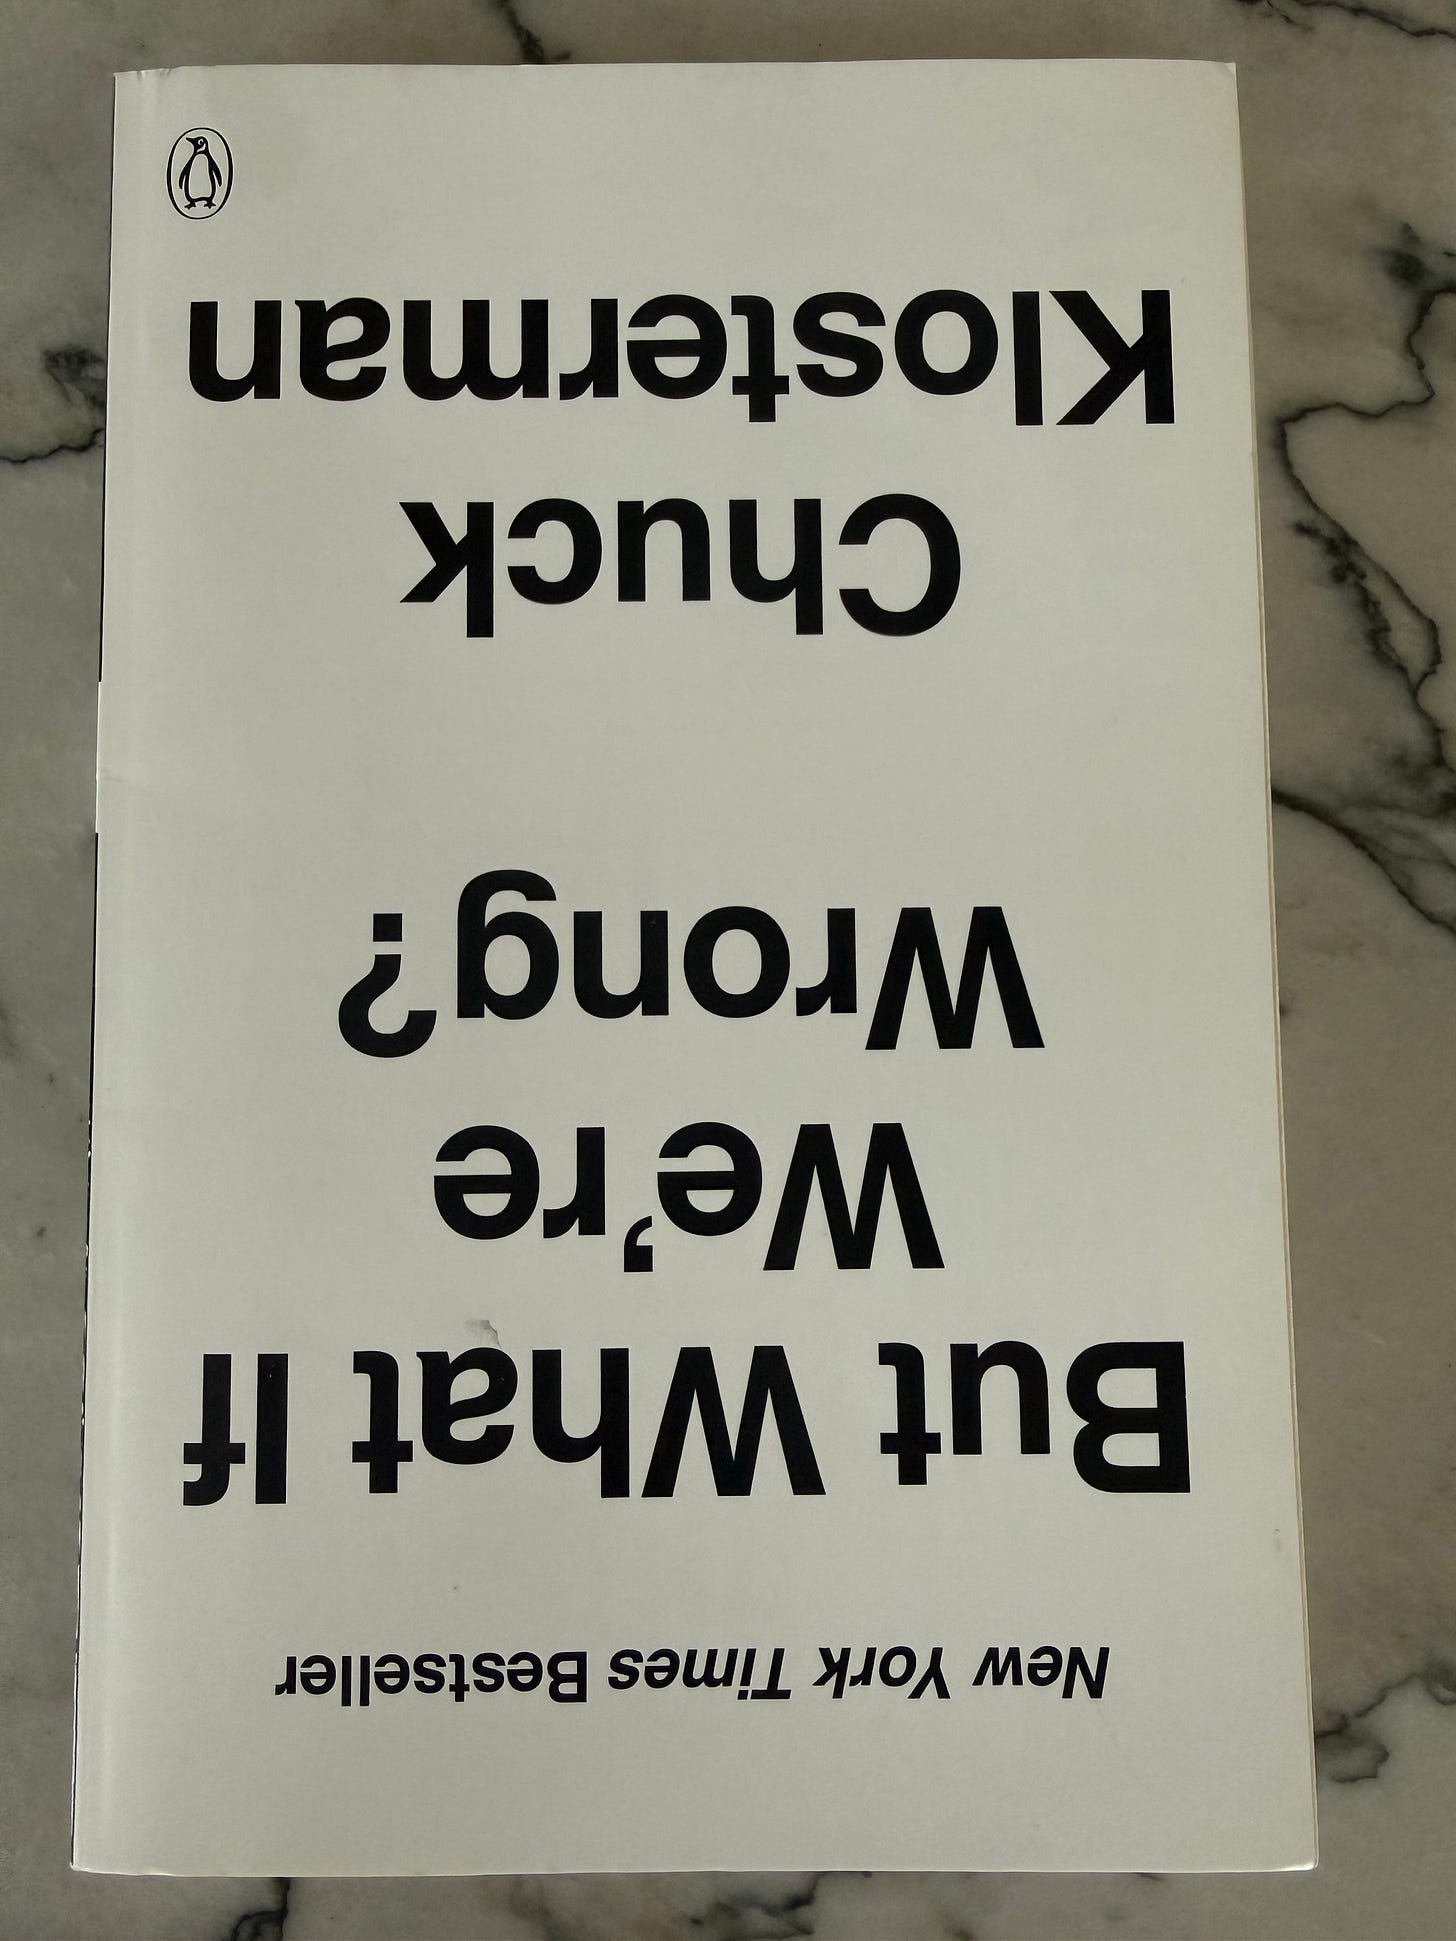 New York Times Bestseller
But What If
We're
Wrong?
Chuck
Klosterman